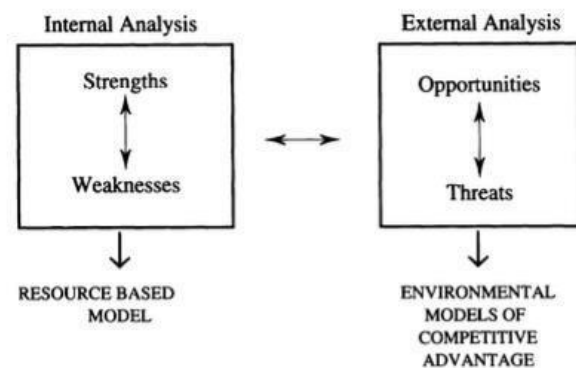 Internal Analysis
Strengths
Weaknesses
RESOURCE BASED
MODEL
External Analysis
Opportunities
Threats
ENVIRONMENTAL
MODELS OF
COMPETITIVE
ADVANTAGE